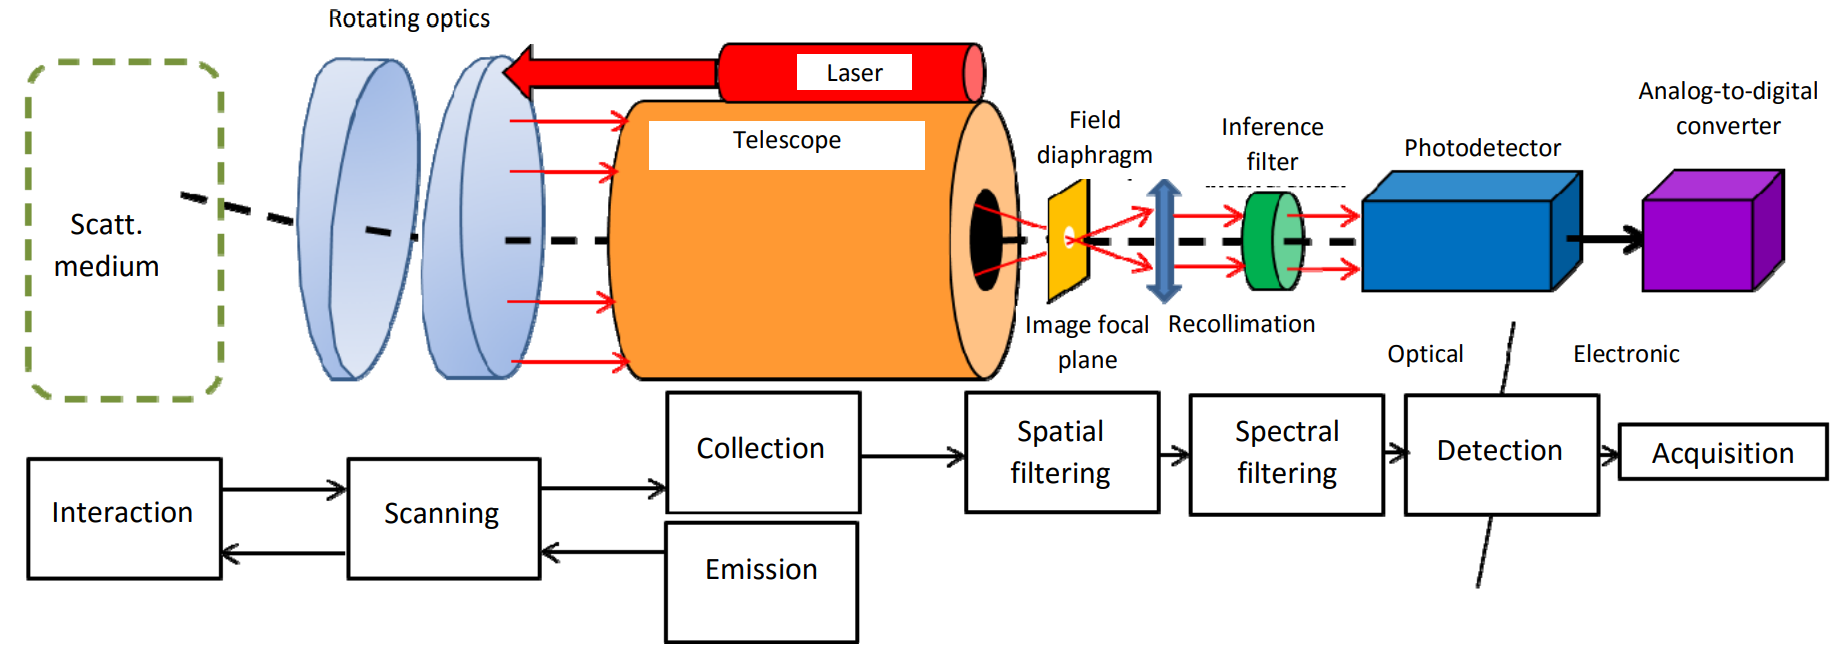 Rotating optics
Laser
Telescope
Scatt.
medium
Field
diaphragm
Inference
filter
Photodetector
Analog-to-digital
converter
Image focal
plane
Recollimation
Optical
Electronic
Interaction
Scanning
Collection
Emission
Spatial
filtering
Spectral
filtering
Detection
Acquisition